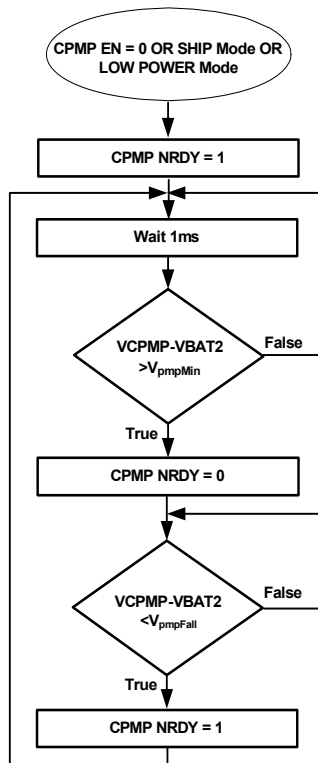 CPMP EN = 0 OR SHIP Mode OR
LOW POWER Mode
CPMP NRDY = 1
Wait 1ms
VCPMP-VBAT2
>VpmpMin
False
True
CPMP NRDY = 0
VCPMP-VBAT2
<VpmpFall
False
True
CPMP NRDY = 1